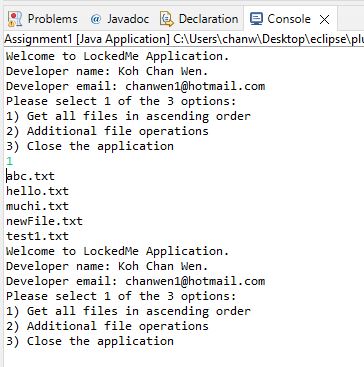 Problems @ Javadoc Declaration Console
Assignment1 [Java Application] C:\Users\chanw\Desktop\eclipse\plu
Welcome to LockedMe Application.
Developer name: Koh Chan Wen.
Developer email: chanwen1@hotmail.com
Please select 1 of the 3 options:
1) Get all files in ascending order
2) Additional file operations
3) Close the application
1
abc.txt
hello.txt
muchi.txt
newFile.txt
test1.txt
Welcome to LockedMe Application.
Developer name: Koh Chan Wen.
Developer email: chanwen1@hotmail.com
Please select 1 of the 3 options:
1) Get all files in ascending order
2) Additional file operations
3) Close the application